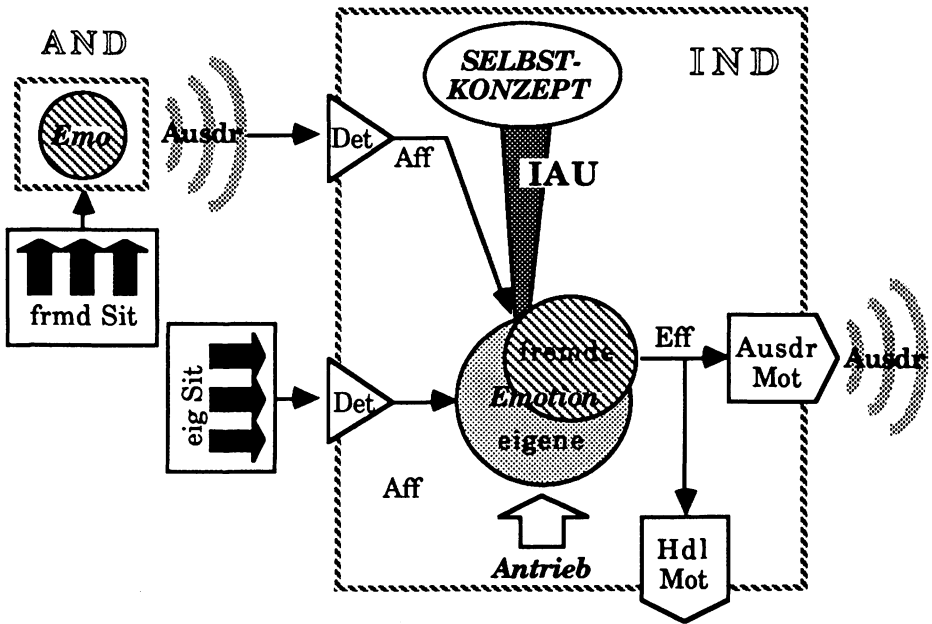 AND
IND
SELBST-
KONZEPT
Emo
Ausdr
Det
Aff
IAU
frmd Sit
eig Sit
Det
Aff
fremde
Emotion
eigene
Eff
Ausdr
Mot
Ausdr
Antrieb
Hdl
Mot